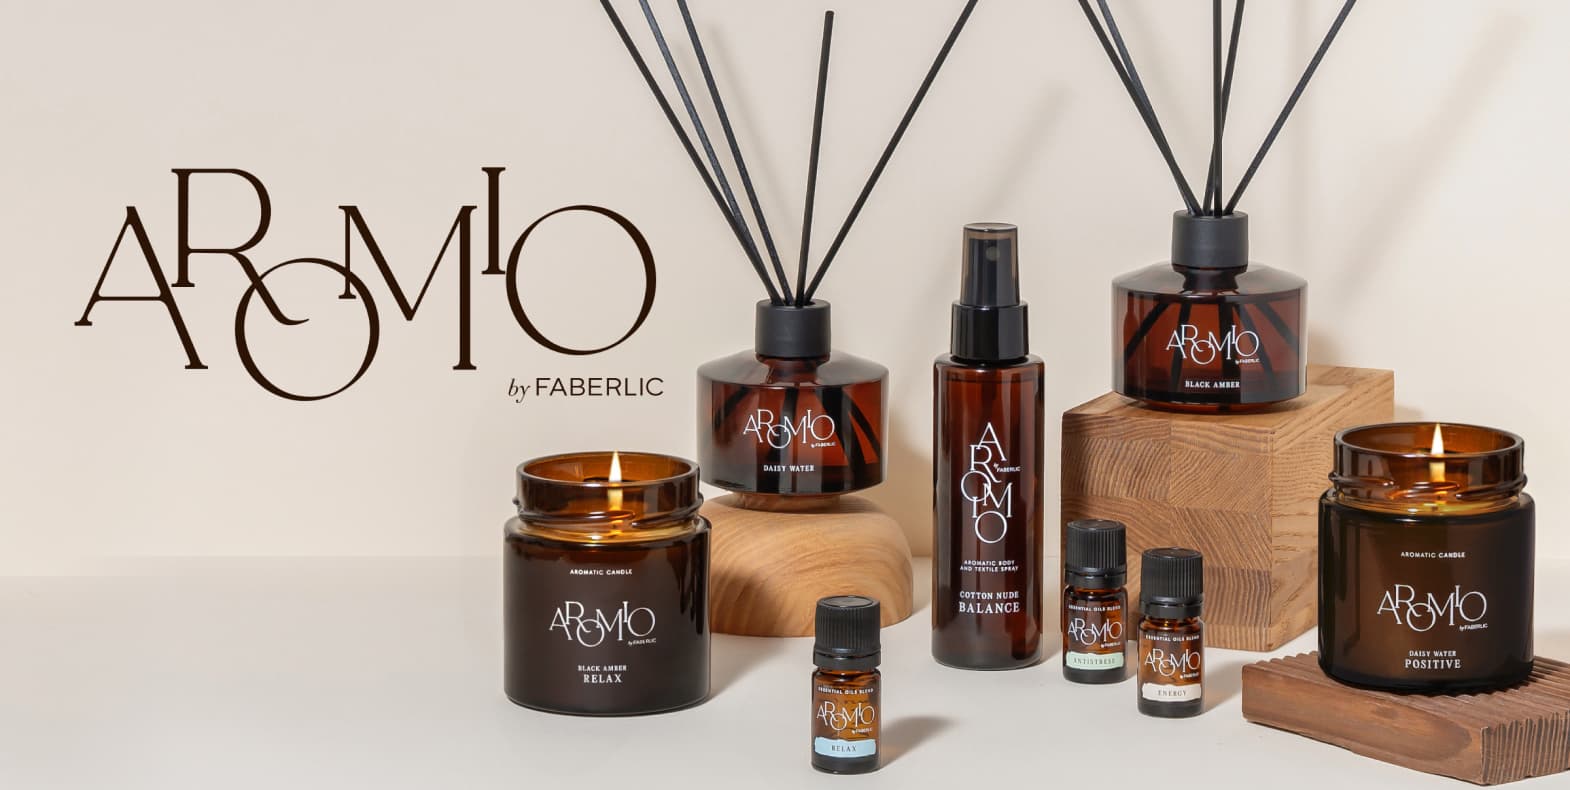 AROMIO
by FABERLIC
AROMIO
by FABERLIC
DAISY WATER
AROMIO
by FABERLIC
AROMATIC BODY
AND TEXTILE SPRAY
COTTON NUDE
BALANCE
AROMIO
by FABERLIC
BLACK AMBER
AROMATIC CANDLE
AROMIO
by FABERLIC
BLACK AMBER
RELAX
ESSENTIAL OILS BLEND
AROMIO
by FABERLIC
RELAX
ESSENTIAL OILS BLEND
AROMIO
by FABERLIC
ANTISTRESS
ESSENTIAL OILS BLEND
AROMIO
by FABERLIC
ENERGY
AROMATIC CANDLE
AROMIO
by FABERLIC
DAISY WATER
POSITIVE